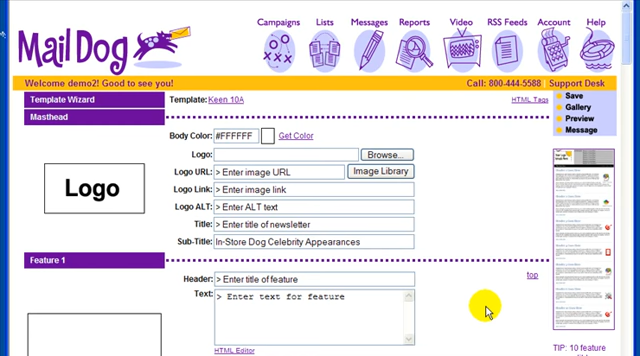 Mail Dog
Campaigns Lists Messages Reports Video RSS Feeds Account Help
Welcome demo2! Good to see you! Call: 800-444-5588 Support Desk
Template Wizard Template: Keen 10A HTML Tags
Save
Gallery
Preview
Message
Masthead
Body Color: #FFFFFF Get Color
Logo: Browse...
Logo URL: > Enter image URL Image Library
Logo
Logo Link: > Enter image link
Logo ALT: > Enter ALT text
Title: > Enter title of newsletter
Sub-Title: In-Store Dog Celebrity Appearances
Feature 1
Header: > Enter title of feature top
Text: > Enter text for feature
HTML Editor
TIP: 10 feature